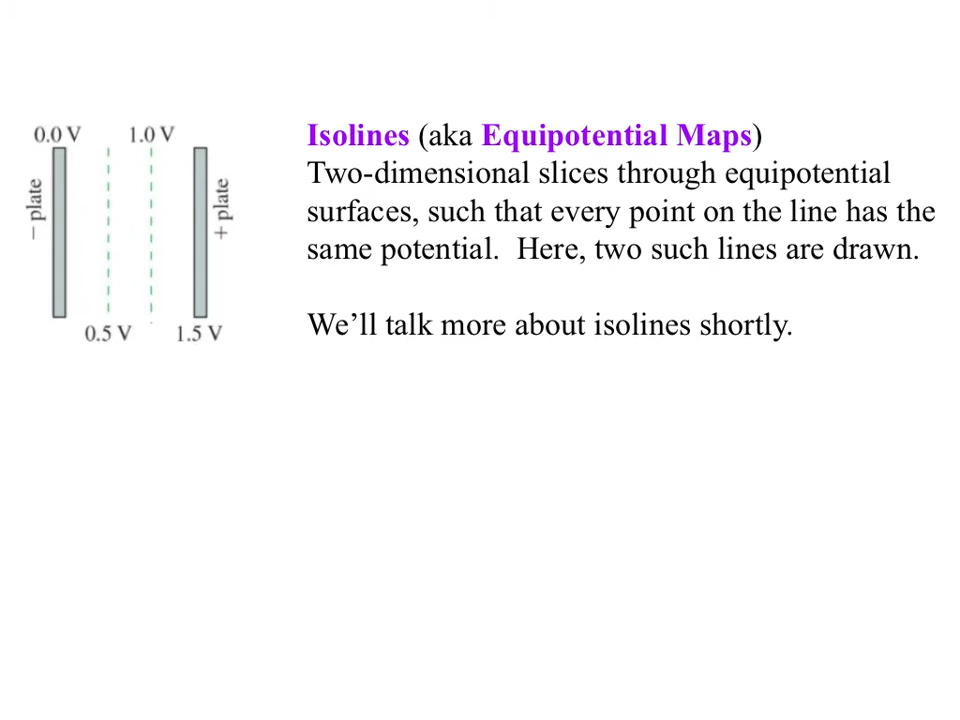 0.0 V 1.0 V
– plate
+ plate
0.5 V 1.5 V
Isolines (aka Equipotential Maps)
Two-dimensional slices through equipotential
surfaces, such that every point on the line has the
same potential.  Here, two such lines are drawn.
We’ll talk more about isolines shortly.